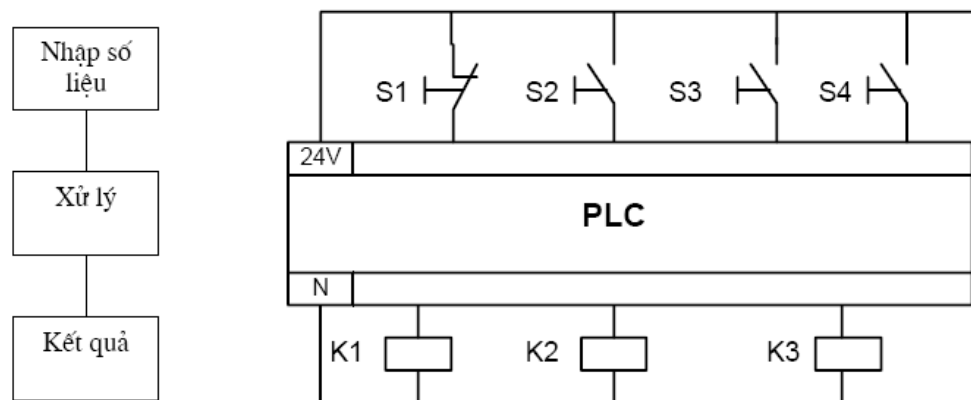 Nhập số
liệu
Xử lý
Kết quả
S1
S2
S3
S4
24V
PLC
N
K1
K2
K3